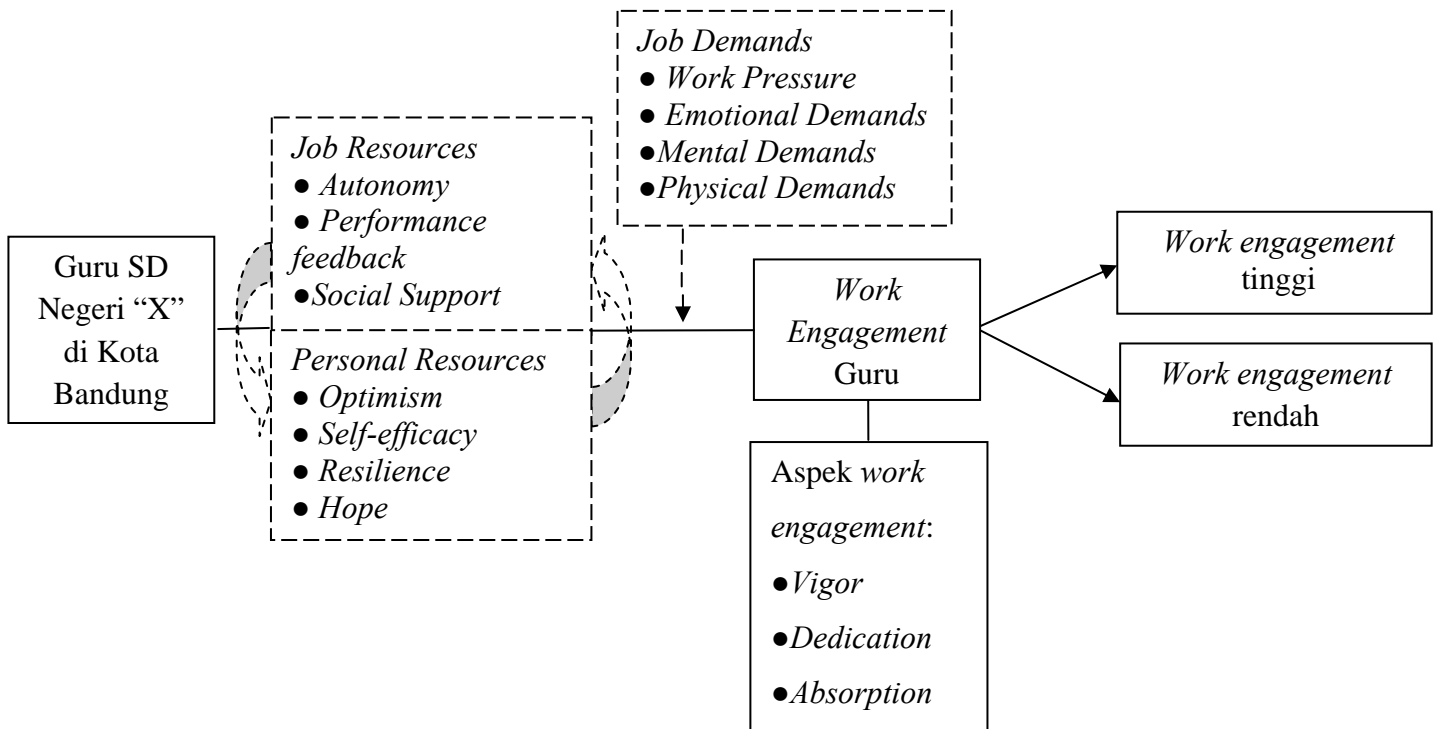 Guru SD
Negeri “X”
di Kota
Bandung
Job Resources
● Autonomy
● Performance
feedback
●Social Support
Personal Resources
● Optimism
● Self-efficacy
● Resilience
● Hope
Job Demands
● Work Pressure
● Emotional Demands
●Mental Demands
●Physical Demands
Work
Engagement
Guru
Aspek work
engagement:
●Vigor
●Dedication
●Absorption
Work engagement
tinggi
Work engagement
rendah